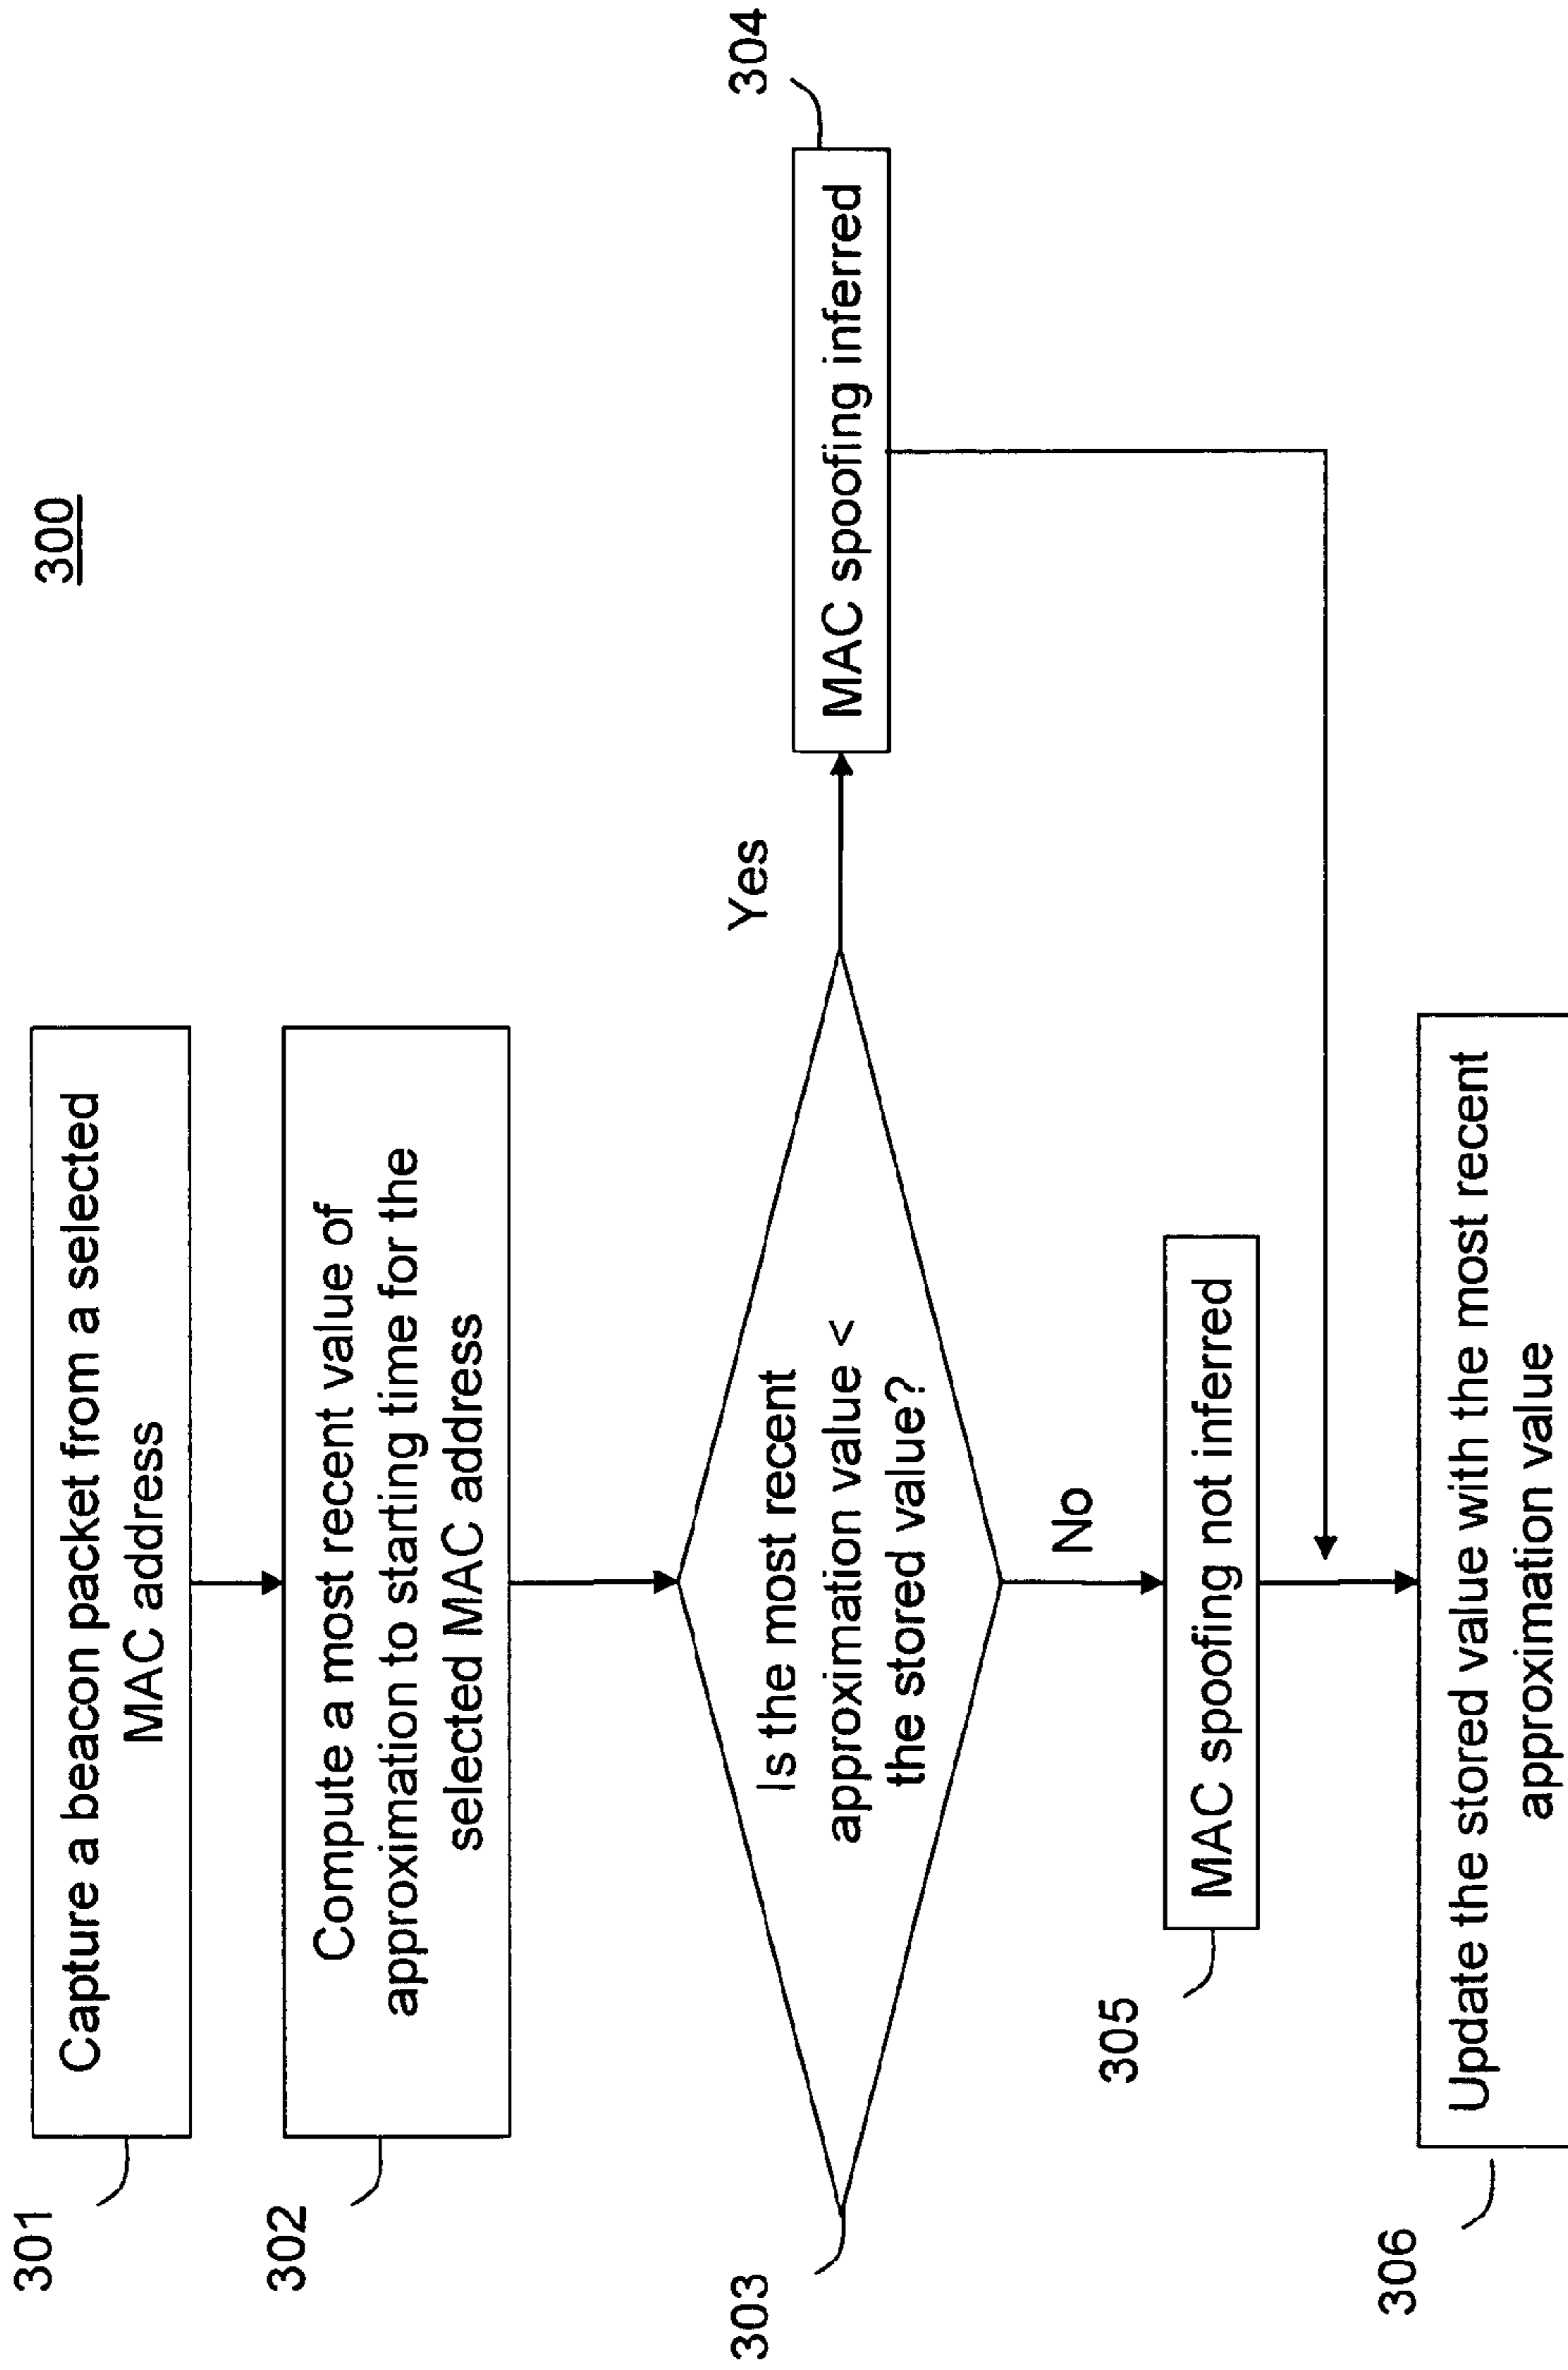 300
301
Capture a beacon packet from a selected
MAC address
302
Compute a most recent value of
approximation to starting time for the
selected MAC address
303
Is the most recent
approximation value <
the stored value?
Yes
304
MAC spoofing inferred
No
305
MAC spoofing not inferred
306
Update the stored value with the most recent
approximation value